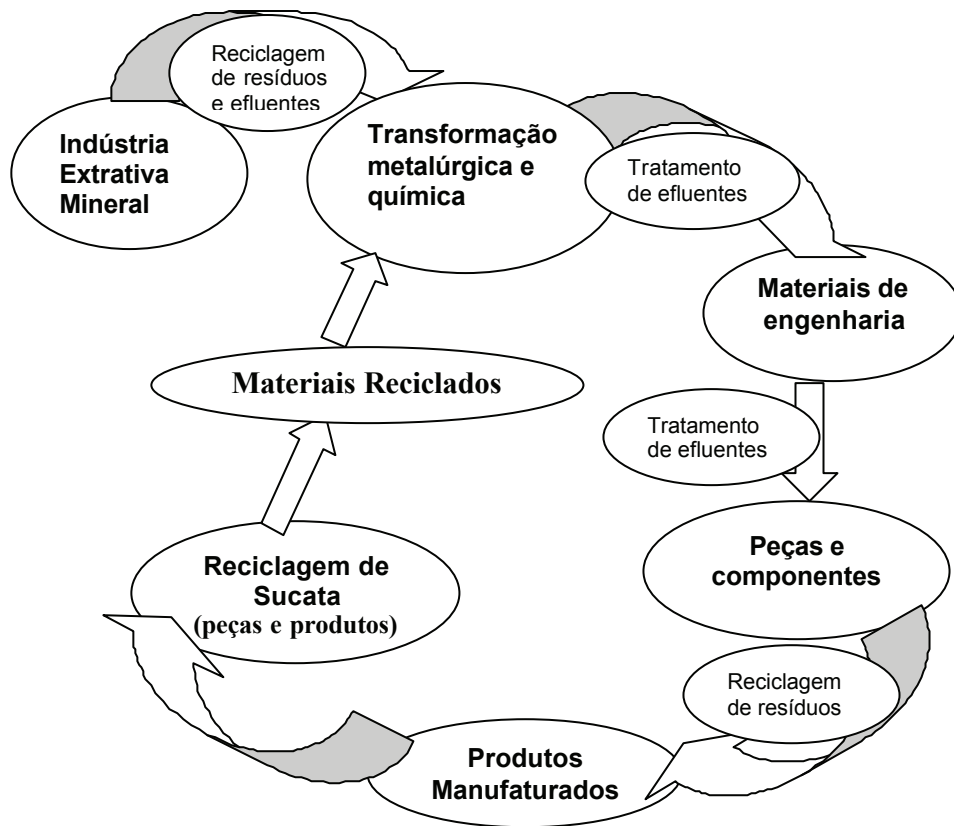 Reciclagem
de resíduos
e efluentes
Indústria
Extrativa
Mineral
Transformação
metalúrgica e
química
Tratamento
de efluentes
Materiais de
engenharia
Materiais Reciclados
Tratamento
de efluentes
Peças e
componentes
Reciclagem de
Sucata
(peças e produtos)
Reciclagem
de resíduos
Produtos
Manufaturados